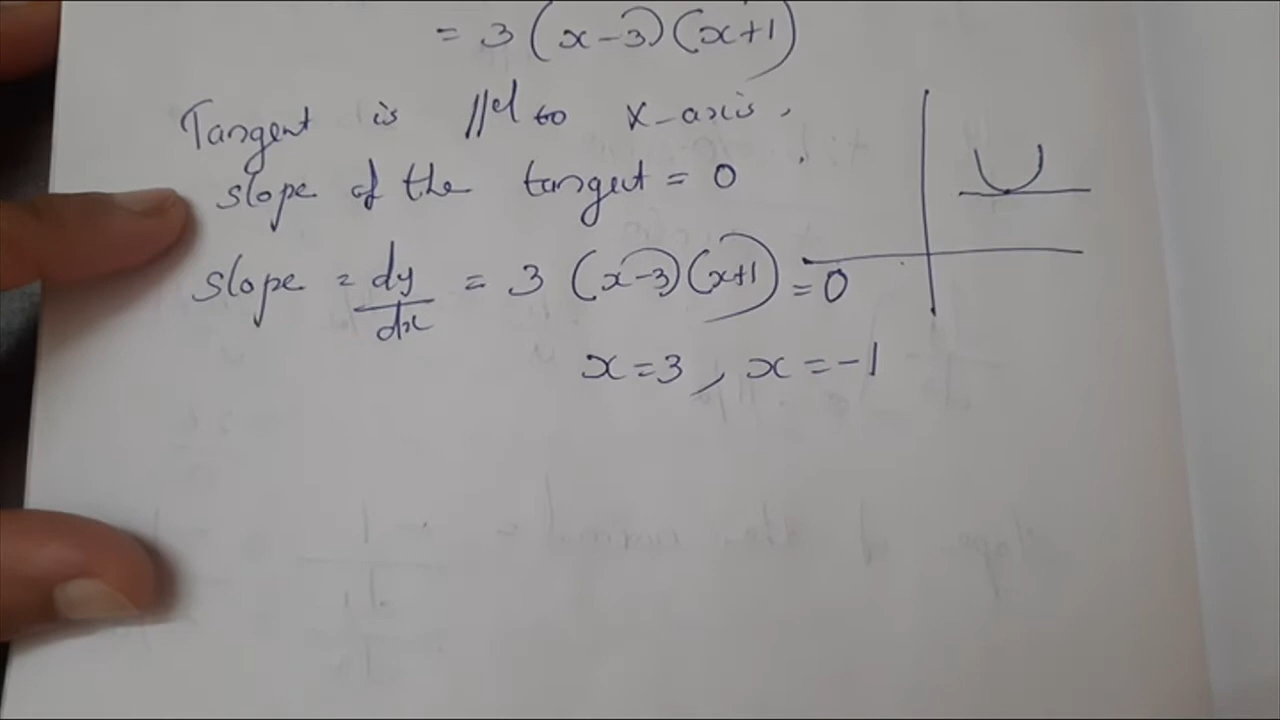 = 3 (x-3)(x+1)
Tangent is ||el to x-axis.
slope of the tangent = 0
slope = dy/dx = 3 (x-3)(x+1) = 0
x=3, x=-1